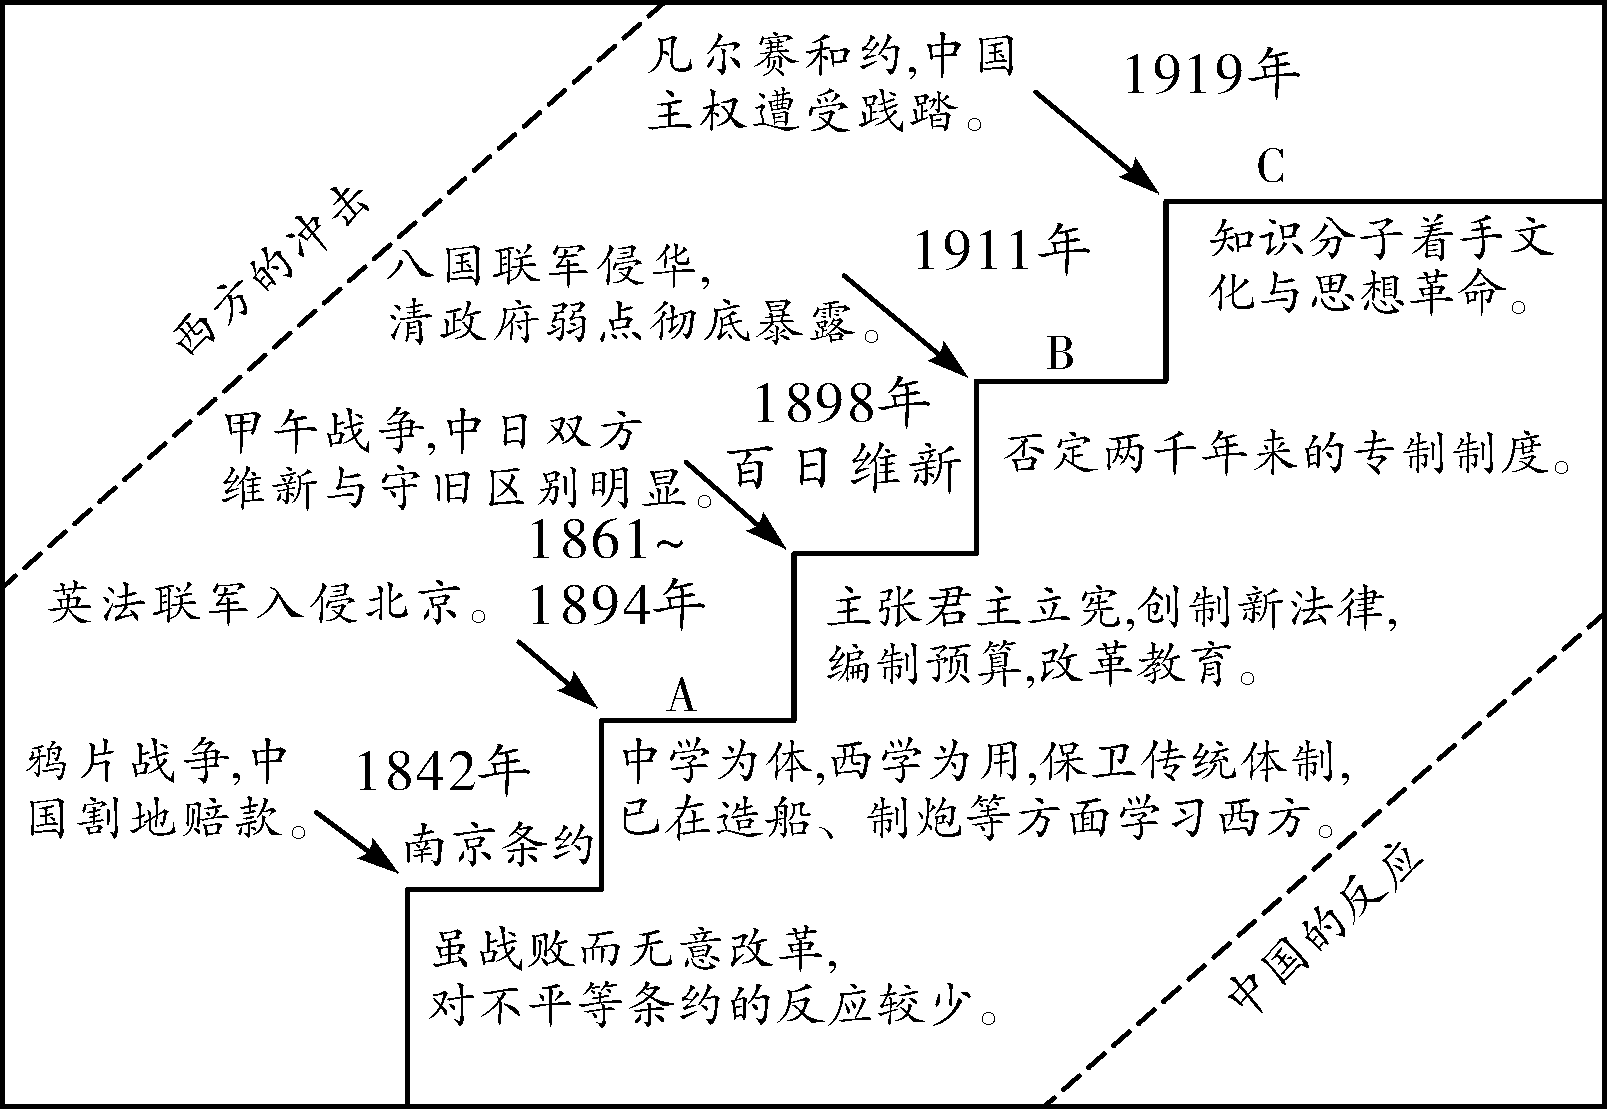 凡尔赛和约,中国
主权遭受践踏。
1919年
C
知识分子着手文
化与思想革命。
西方的冲击
八国联军侵华,
清政府弱点彻底暴露。
1911年
B
否定两千年来的专制制度。
甲午战争,中日双方
维新与守旧区别明显。
1898年
百日维新
主张君主立宪,创制新法律,
编制预算,改革教育。
英法联军入侵北京。
1861~
1894年
A
中学为体,西学为用,保卫传统体制,
已在造船、制炮等方面学习西方。
鸦片战争,中
国割地赔款。
1842年
南京条约
虽战败而无意改革,
对不平等条约的反应较少。
中国的反应